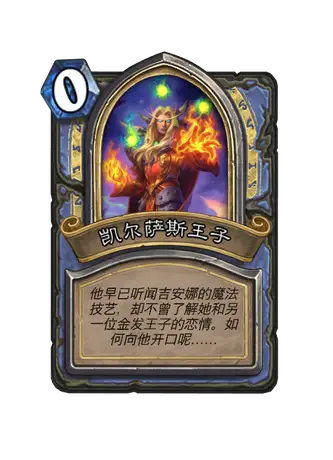 0
凯尔萨斯王子
他早已听闻吉安娜的魔法
技艺，却不曾了解她和另
一位金发王子的恋情。如
何向他开口呢……